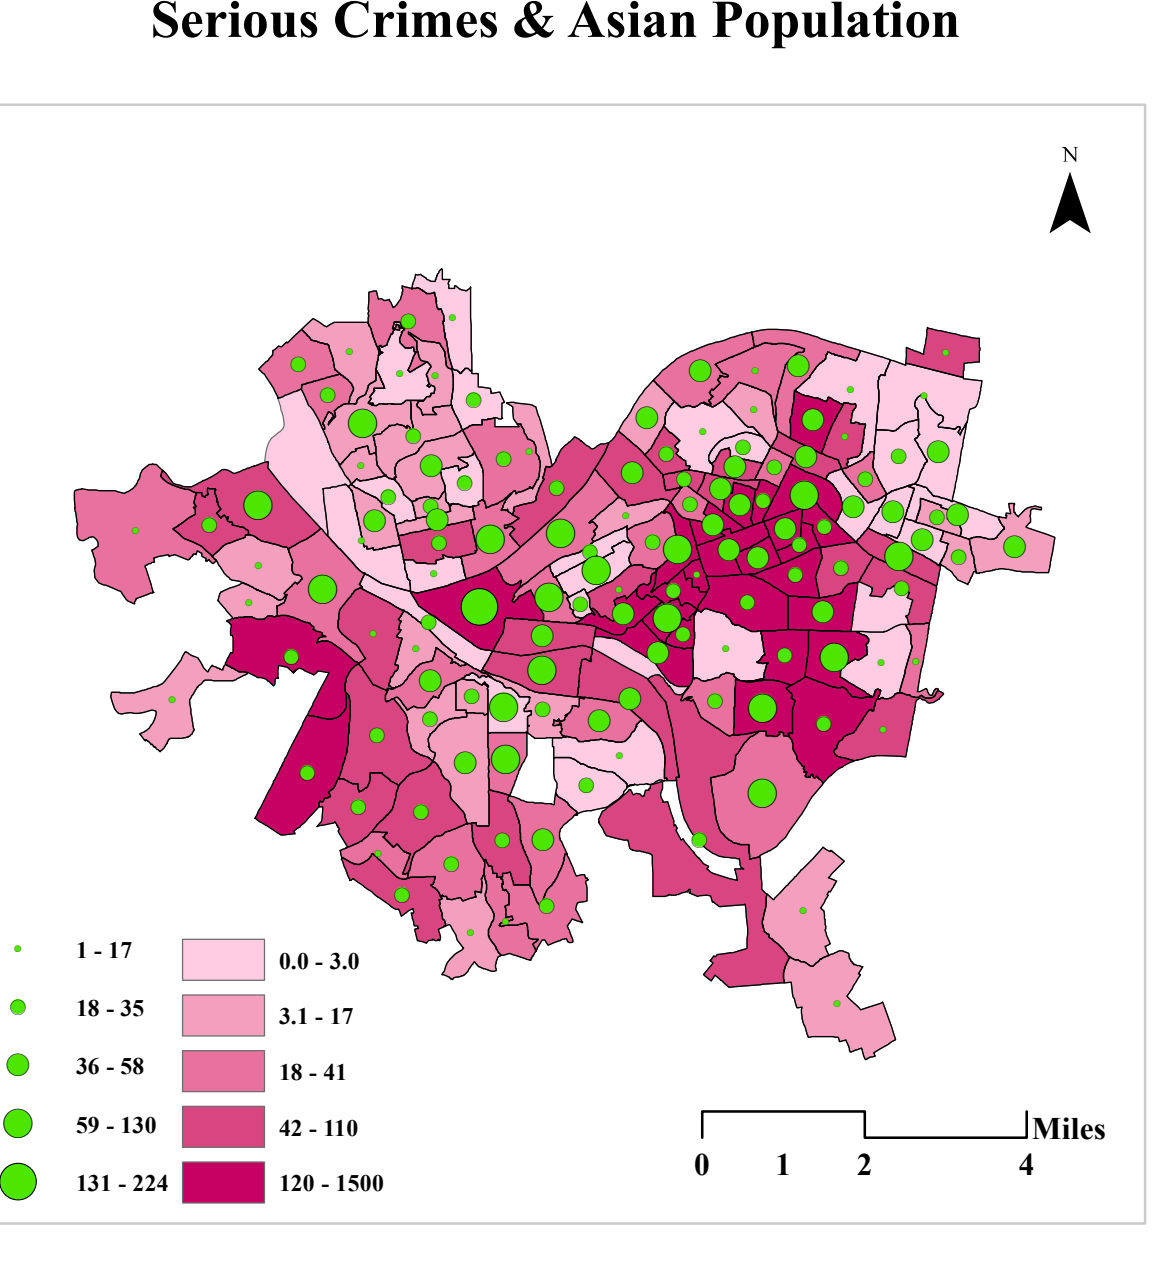 Serious Crimes & Asian Population
N
1 - 17
18 - 35
36 - 58
59 - 130
131 - 224
0.0 - 3.0
3.1 - 17
18 - 41
42 - 110
120 - 1500
Miles
0 1 2 4